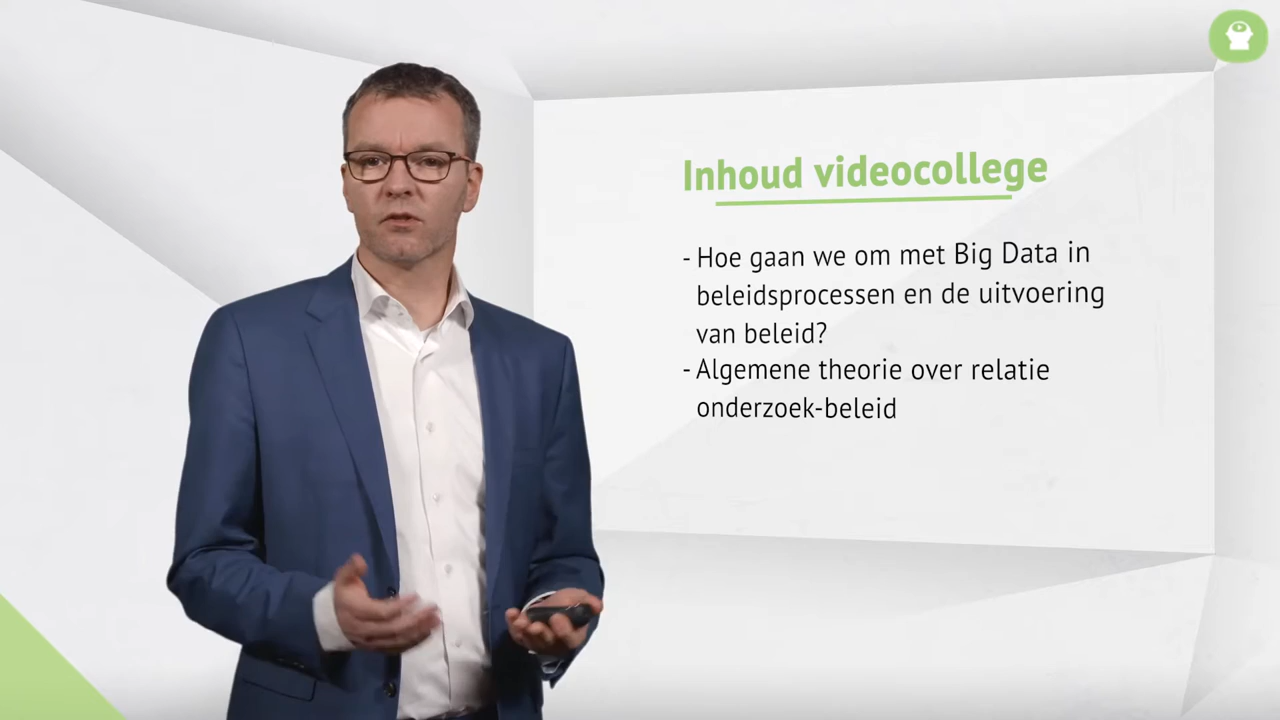 Inhoud videocollege
- Hoe gaan we om met Big Data in
beleidsprocessen en de uitvoering
van beleid?
- Algemene theorie over relatie
onderzoek-beleid